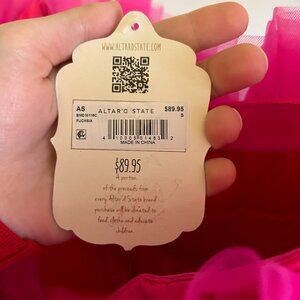 WWW.ALTARDSTATE.COM
AS ALTAR'D STATE $89.95
S
FUCHSIA
MADE IN CHINA
$89.95
A portion
of the proceeds from
every Altar'd State brand
purchase will be donated to
feed, clothe and educate
children.